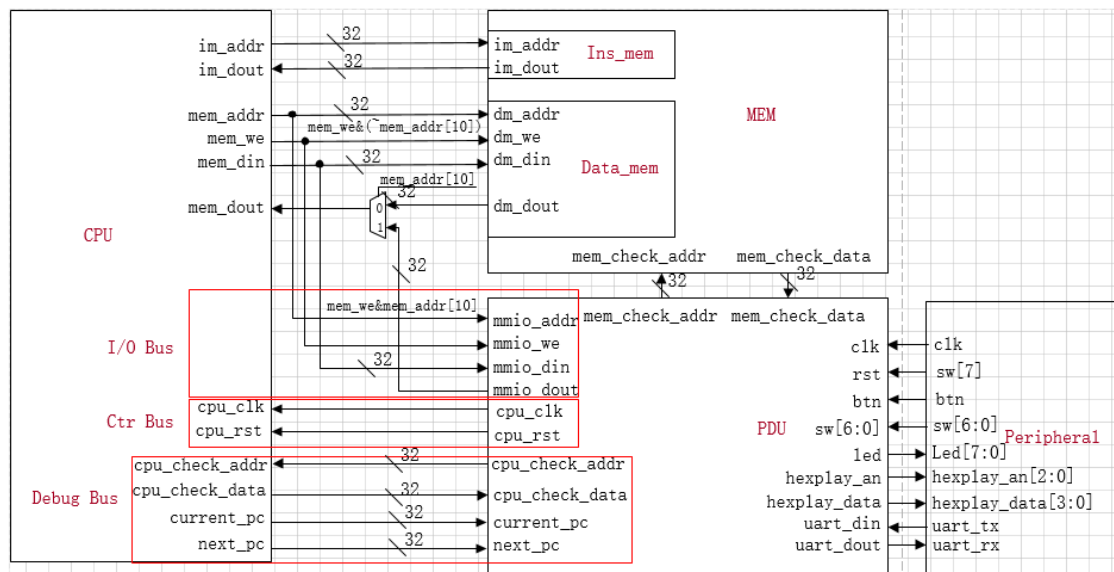 32
im_addr im_addr
32 Ins_mem
im_dout im_dout
MEM
32
mem_addr dm_addr
mem_we&(~mem_addr[10])
mem_we dm_we
32
mem_din dm_din
Data_mem
mem_addr[10]
32
mem_dout 0 dm_dout
1
CPU
mem_check_addr mem_check_data
32
32 32
mem_we&mem_addr[10]
mmio_addr mem_check_addr mem_check_data
I/O Bus mmio_we clk clk
32
mmio_din rst sw[7]
mmio_dout btn btn
cpu_clk cpu_clk
Ctr Bus PDU sw[6:0] sw[6:0]
cpu_rst cpu_rst Peripheral
led Led[7:0]
32
cpu_check_addr cpu_check_addr
hexplay_an hexplay_an[2:0]
Debug Bus cpu_check_data 32 cpu_check_data
hexplay_data hexplay_data[3:0]
current_pc 32 current_pc
uart_din uart_tx
next_pc 32 next_pc
uart_dout uart_rx